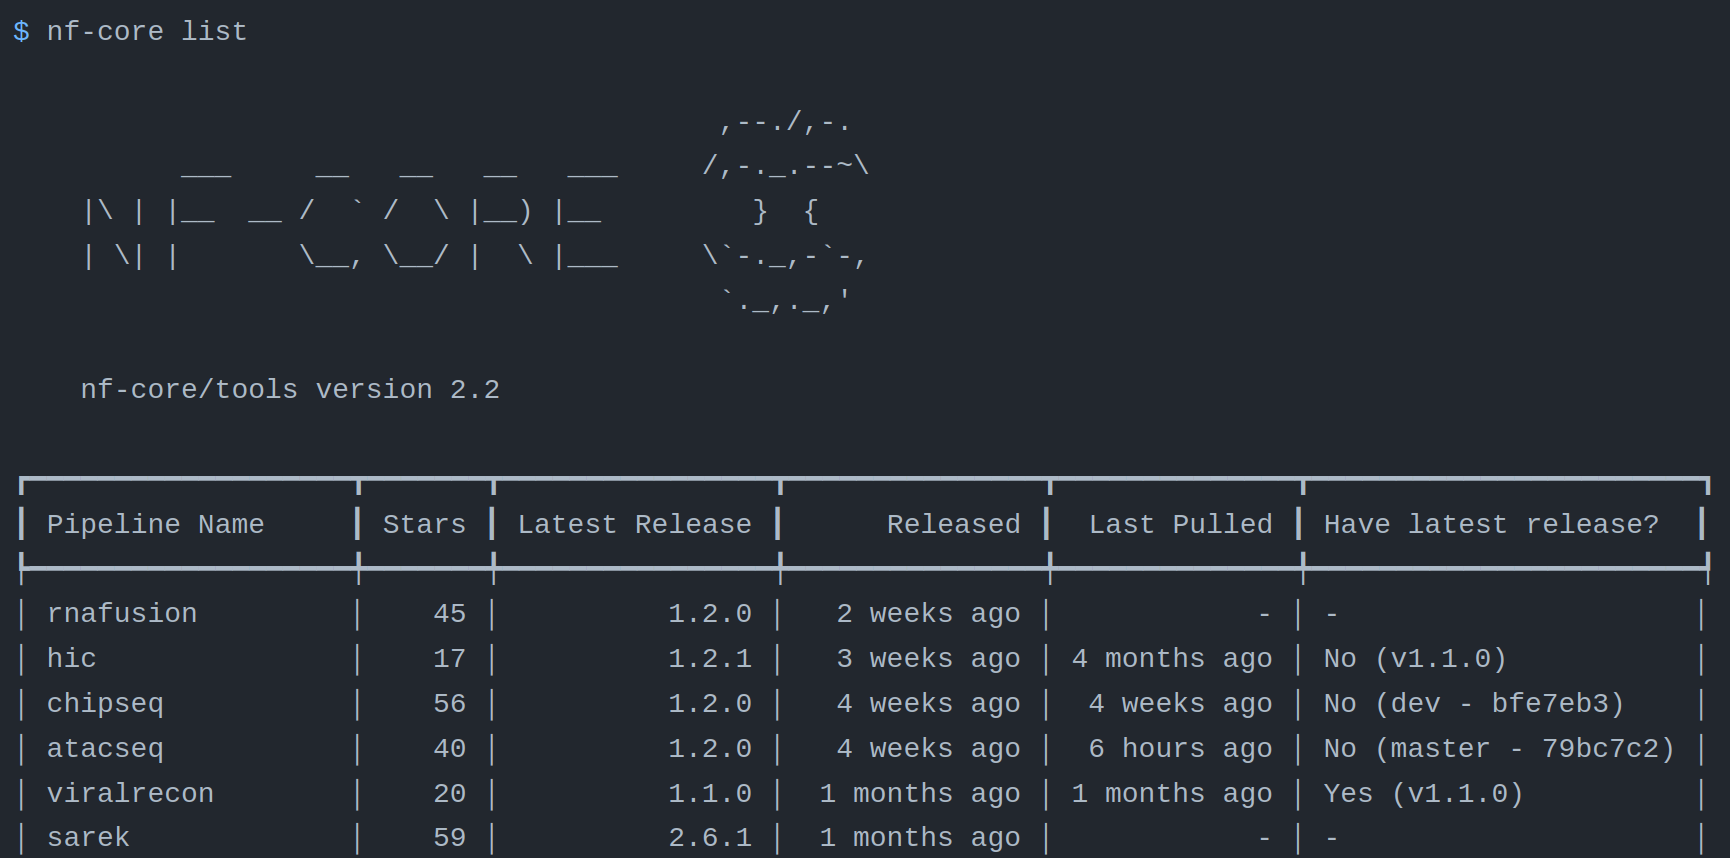 $ nf-core list
                                          ,--./,-.
          ___     __   __   __   ___     /,-._.--~\
    |\ | |__  __ /  ` /  \ |__) |__         }  {
    | \| |       \__, \__/ |  \ |___     \`-._,-`-,
                                          `._,._,'
nf-core/tools version 2.2
Pipeline Name Stars Latest Release Released Last Pulled Have latest release?
rnafusion 45 1.2.0 2 weeks ago - -
hic 17 1.2.1 3 weeks ago 4 months ago No (v1.1.0)
chipseq 56 1.2.0 4 weeks ago 4 weeks ago No (dev - bfe7eb3)
atacseq 40 1.2.0 4 weeks ago 6 hours ago No (master - 79bc7c2)
viralrecon 20 1.1.0 1 months ago 1 months ago Yes (v1.1.0)
sarek 59 2.6.1 1 months ago - -